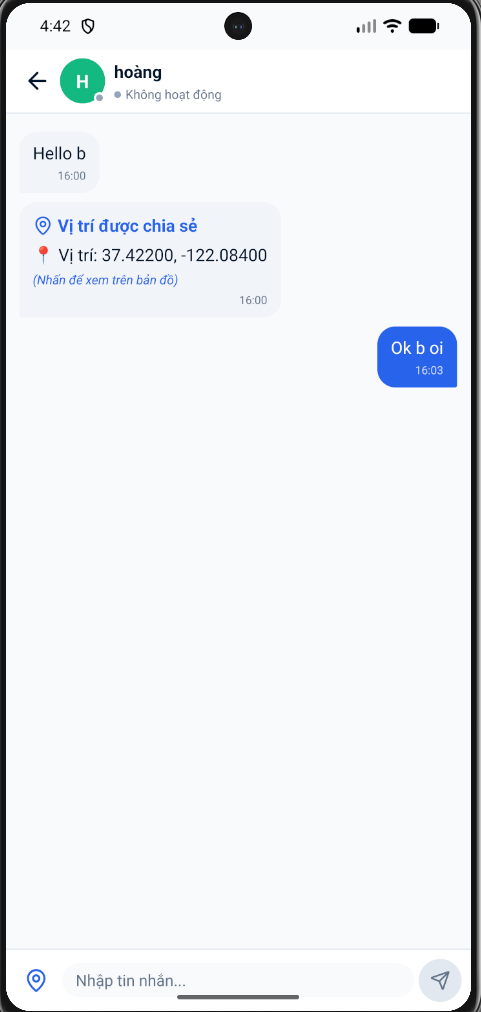 4:42
H
hoàng
Không hoạt động
Hello b
16:00
Vị trí được chia sẻ
📍 Vị trí: 37.42200, -122.08400
(Nhấn để xem trên bản đồ)
16:00
Ok b oi
16:03
Nhập tin nhắn...